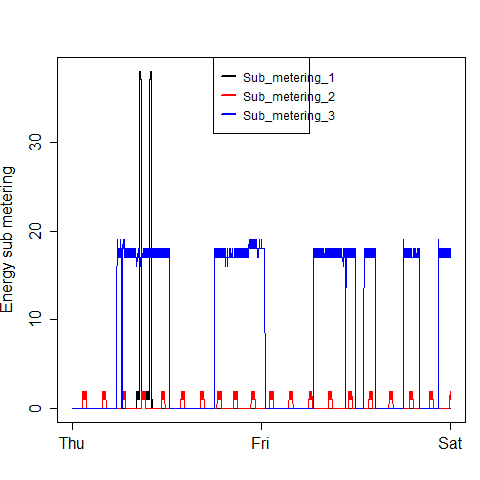 Sub_metering_1
Sub_metering_2
Sub_metering_3
Energy sub metering
30
20
10
0
Thu
Fri
Sat